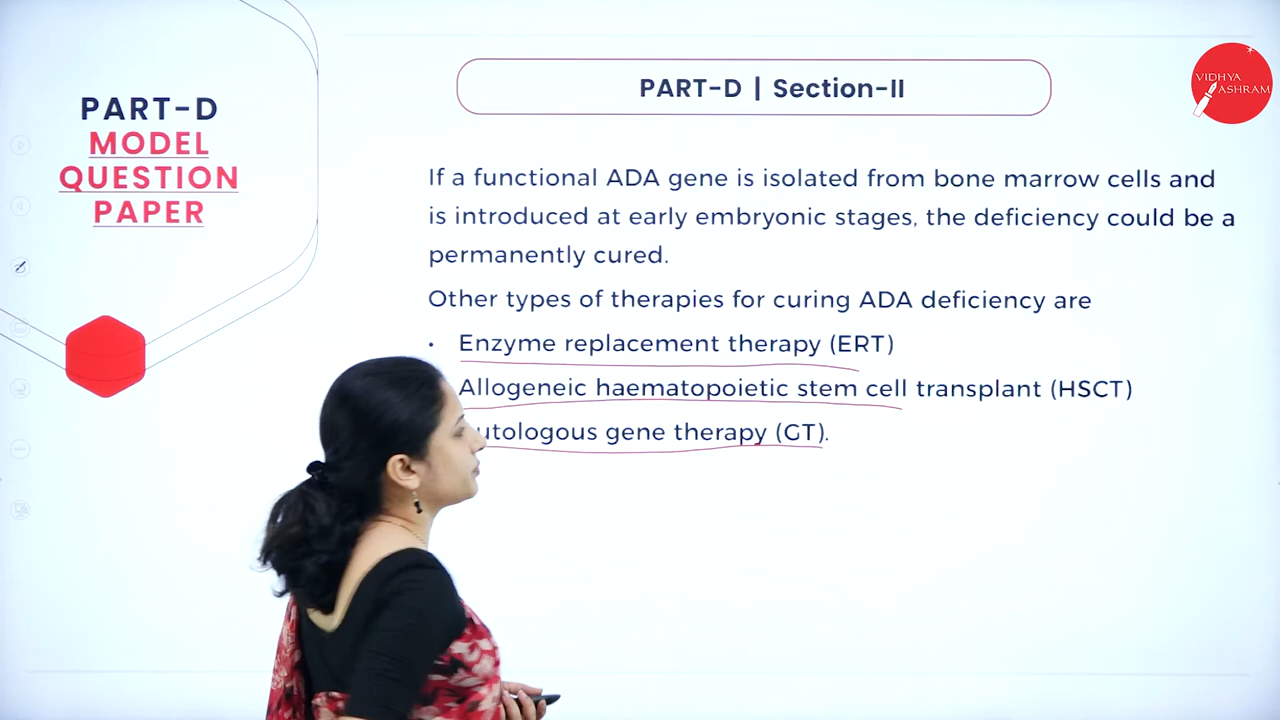 PART-D
MODEL
QUESTION
PAPER
PART-D | Section-II
VIDHYA
ASHRAM
If a functional ADA gene is isolated from bone marrow cells and
is introduced at early embryonic stages, the deficiency could be a
permanently cured.
Other types of therapies for curing ADA deficiency are
• Enzyme replacement therapy (ERT)
Allogeneic haematopoietic stem cell transplant (HSCT)
utologous gene therapy (GT).